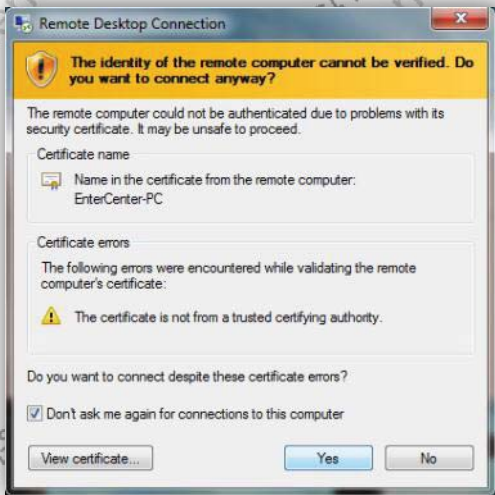 Remote Desktop Connection
The identity of the remote computer cannot be verified. Do
you want to connect anyway?
The remote computer could not be authenticated due to problems with its
security certificate. It may be unsafe to proceed.
Certificate name
Name in the certificate from the remote computer:
EnterCenter-PC
Certificate errors
The following errors were encountered while validating the remote
computer's certificate:
The certificate is not from a trusted certifying authority.
Do you want to connect despite these certificate errors?
Don't ask me again for connections to this computer
View certificate...
Yes
No